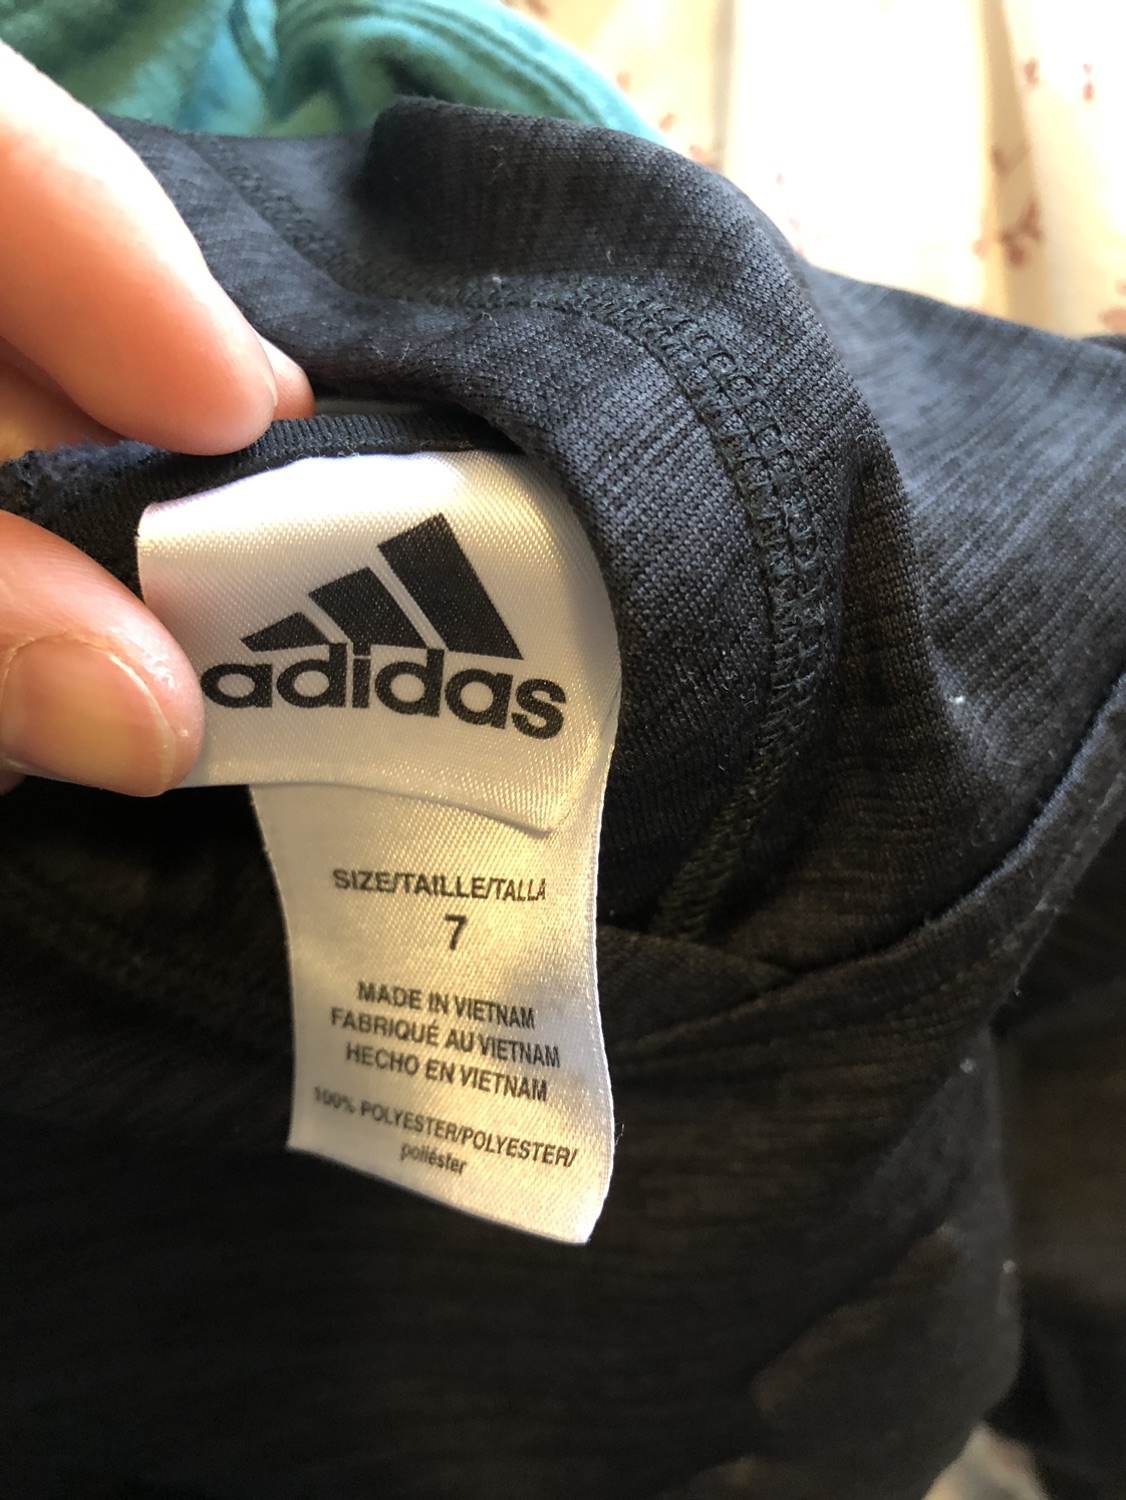 adidas
SIZE/TAILLE/TALLA
7
MADE IN VIETNAM
FABRIQUÉ AU VIETNAM
HECHO EN VIETNAM
100% POLYESTER/POLYESTER/
poliéster